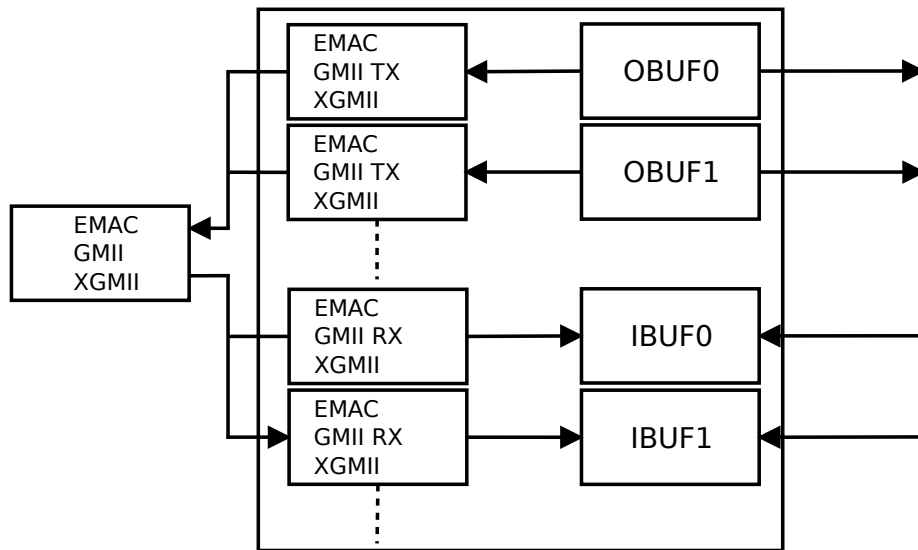 EMAC
GMII TX
XGMII
OBUF0
EMAC
GMII TX
XGMII
OBUF1
EMAC
GMII
XGMII
EMAC
GMII RX
XGMII
IBUF0
EMAC
GMII RX
XGMII
IBUF1